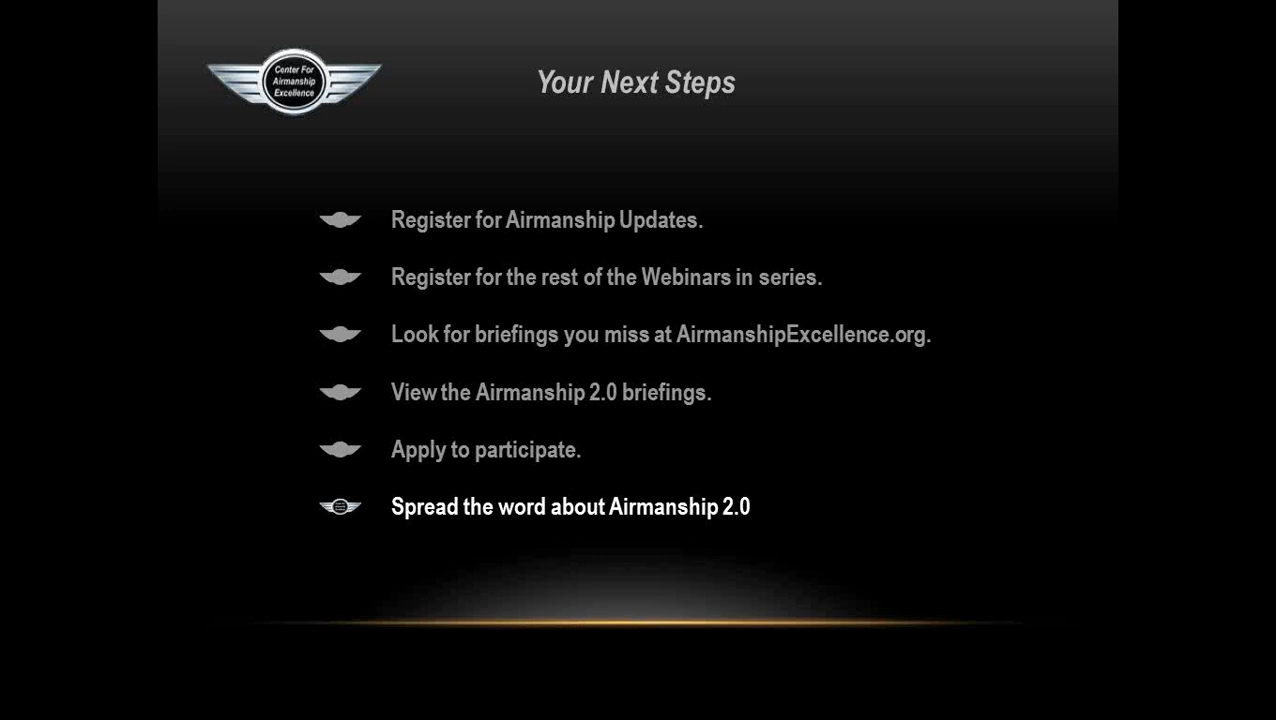 Center For
Airmanship
Excellence
Your Next Steps
Register for Airmanship Updates.
Register for the rest of the Webinars in series.
Look for briefings you miss at AirmanshipExcellence.org.
View the Airmanship 2.0 briefings.
Apply to participate.
Spread the word about Airmanship 2.0